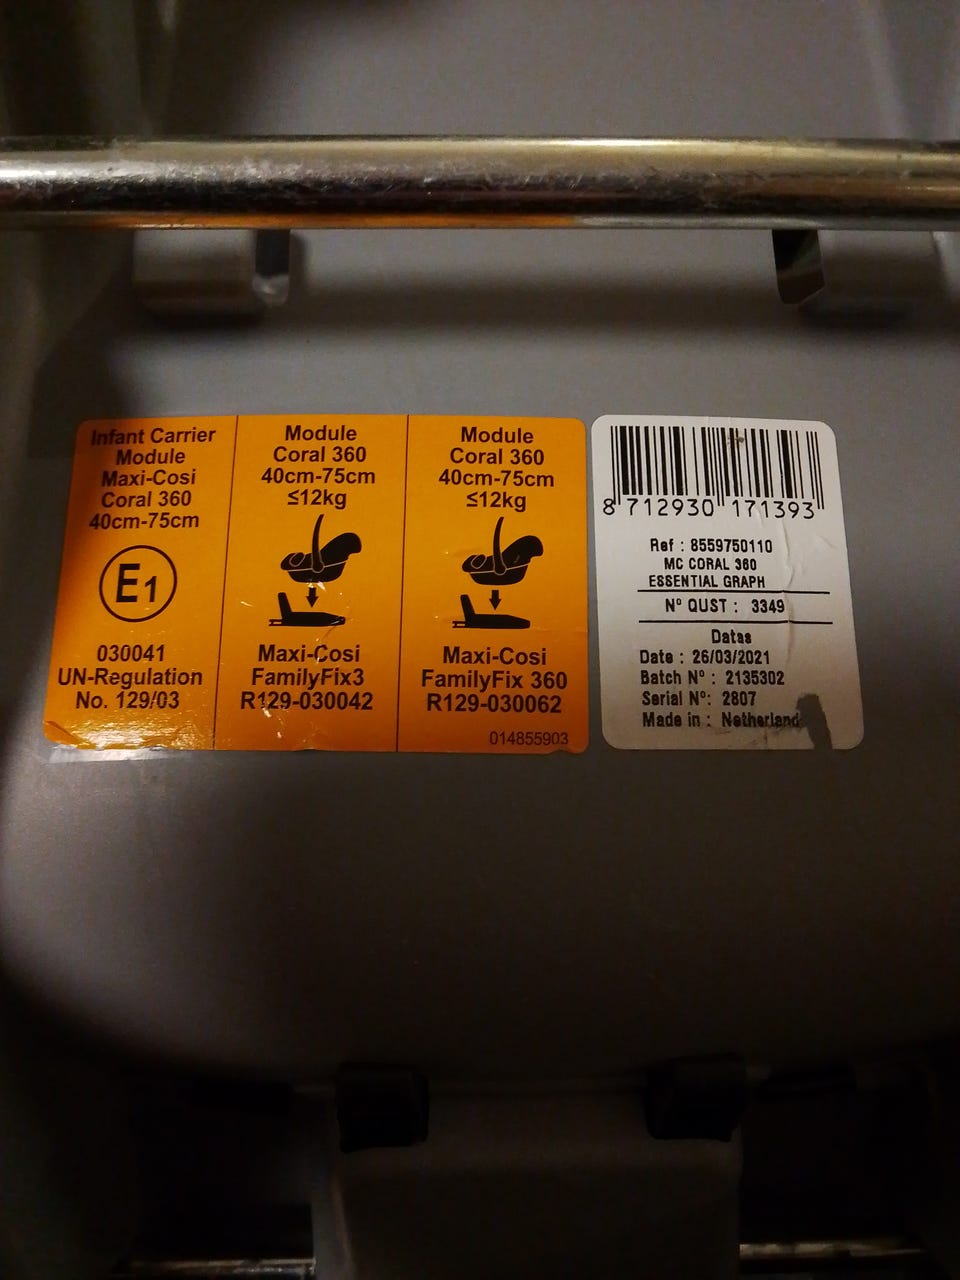 Infant Carrier
Module
Maxi-Cosi
Coral 360
40cm-75cm
E1
030041
UN-Regulation
No. 129/03
Module
Coral 360
40cm-75cm
≤12kg
Maxi-Cosi
FamilyFix3
R129-030042
Module
Coral 360
40cm-75cm
≤12kg
Maxi-Cosi
FamilyFix 360
R129-030062
014855903
8 712930 171393
Ref : 8559750110
MC CORAL 360
ESSENTIAL GRAPH
Nº QUST : 3349
Datas
Date : 26/03/2021
Batch Nº : 2135302
Serial Nº: 2807
Made in : Netherland